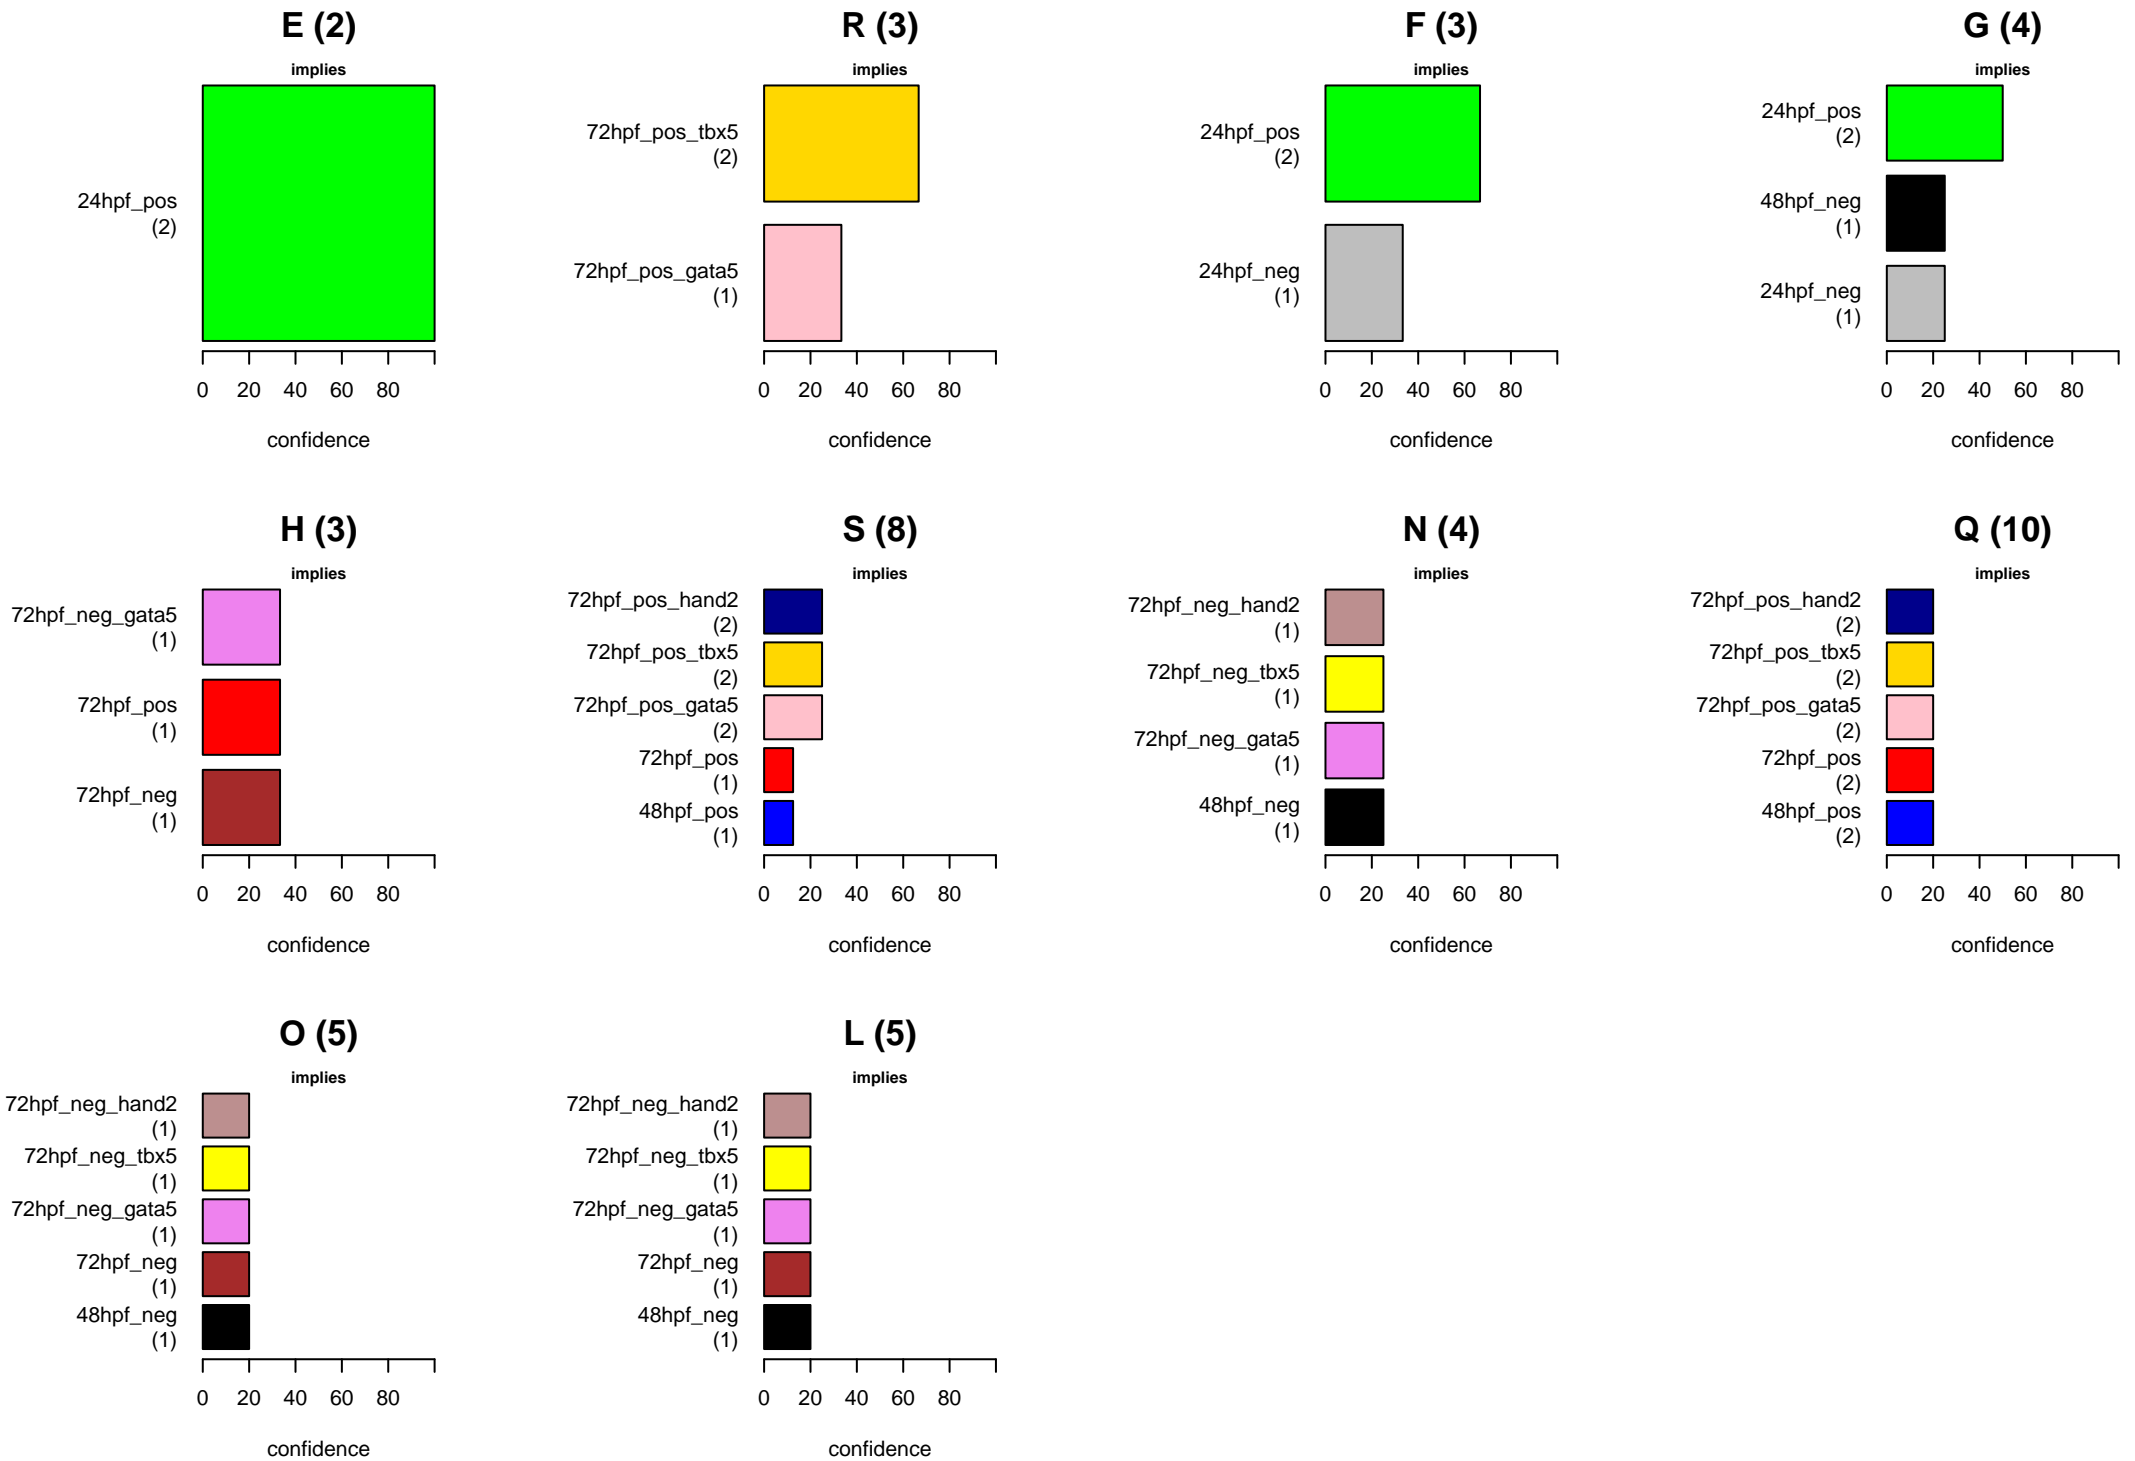 E (2)
implies
24hpf_pos
(2)
0 20 40 60 80
confidence
R (3)
implies
72hpf_pos_tbx5
(2)
72hpf_pos_gata5
(1)
0 20 40 60 80
confidence
F (3)
implies
24hpf_pos
(2)
24hpf_neg
(1)
0 20 40 60 80
confidence
G (4)
implies
24hpf_pos
(2)
48hpf_neg
(1)
24hpf_neg
(1)
0 20 40 60 80
confidence
H (3)
implies
72hpf_neg_gata5
(1)
72hpf_pos
(1)
72hpf_neg
(1)
0 20 40 60 80
confidence
S (8)
implies
72hpf_pos_hand2
(2)
72hpf_pos_tbx5
(2)
72hpf_pos_gata5
(2)
72hpf_pos
(1)
48hpf_pos
(1)
0 20 40 60 80
confidence
N (4)
implies
72hpf_neg_hand2
(1)
72hpf_neg_tbx5
(1)
72hpf_neg_gata5
(1)
48hpf_neg
(1)
0 20 40 60 80
confidence
Q (10)
implies
72hpf_pos_hand2
(2)
72hpf_pos_tbx5
(2)
72hpf_pos_gata5
(2)
72hpf_pos
(2)
48hpf_pos
(2)
0 20 40 60 80
confidence
O (5)
implies
72hpf_neg_hand2
(1)
72hpf_neg_tbx5
(1)
72hpf_neg_gata5
(1)
72hpf_neg
(1)
48hpf_neg
(1)
0 20 40 60 80
confidence
L (5)
implies
72hpf_neg_hand2
(1)
72hpf_neg_tbx5
(1)
72hpf_neg_gata5
(1)
72hpf_neg
(1)
48hpf_neg
(1)
0 20 40 60 80
confidence